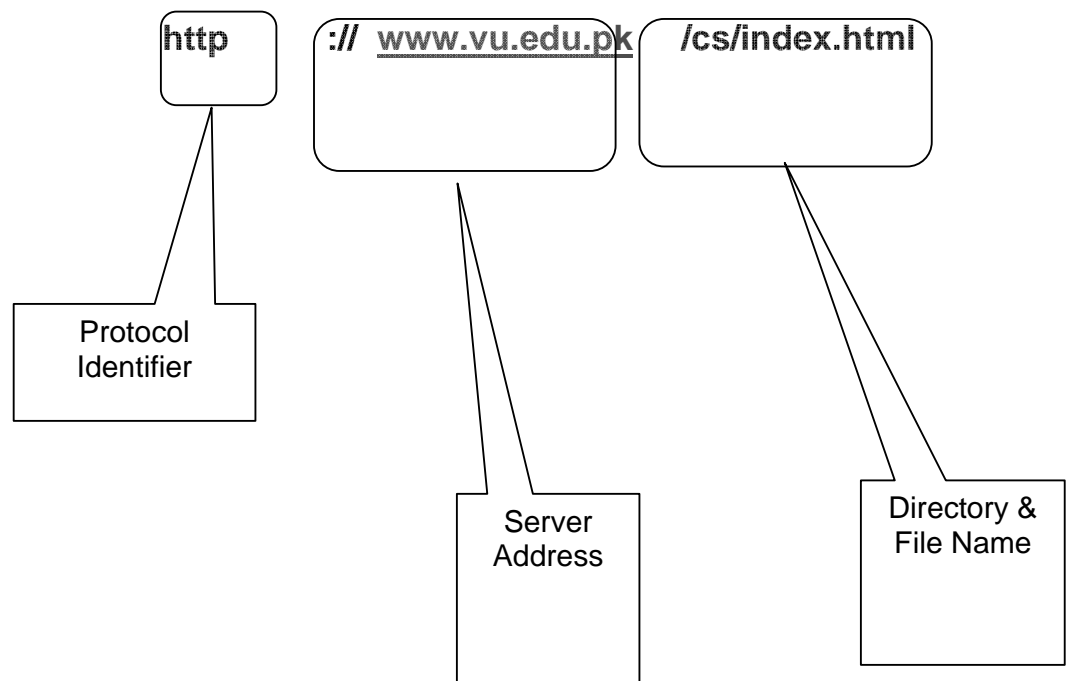 http :// www.vu.edu.pk /cs/index.html
Protocol
Identifier
Server
Address
Directory &
File Name